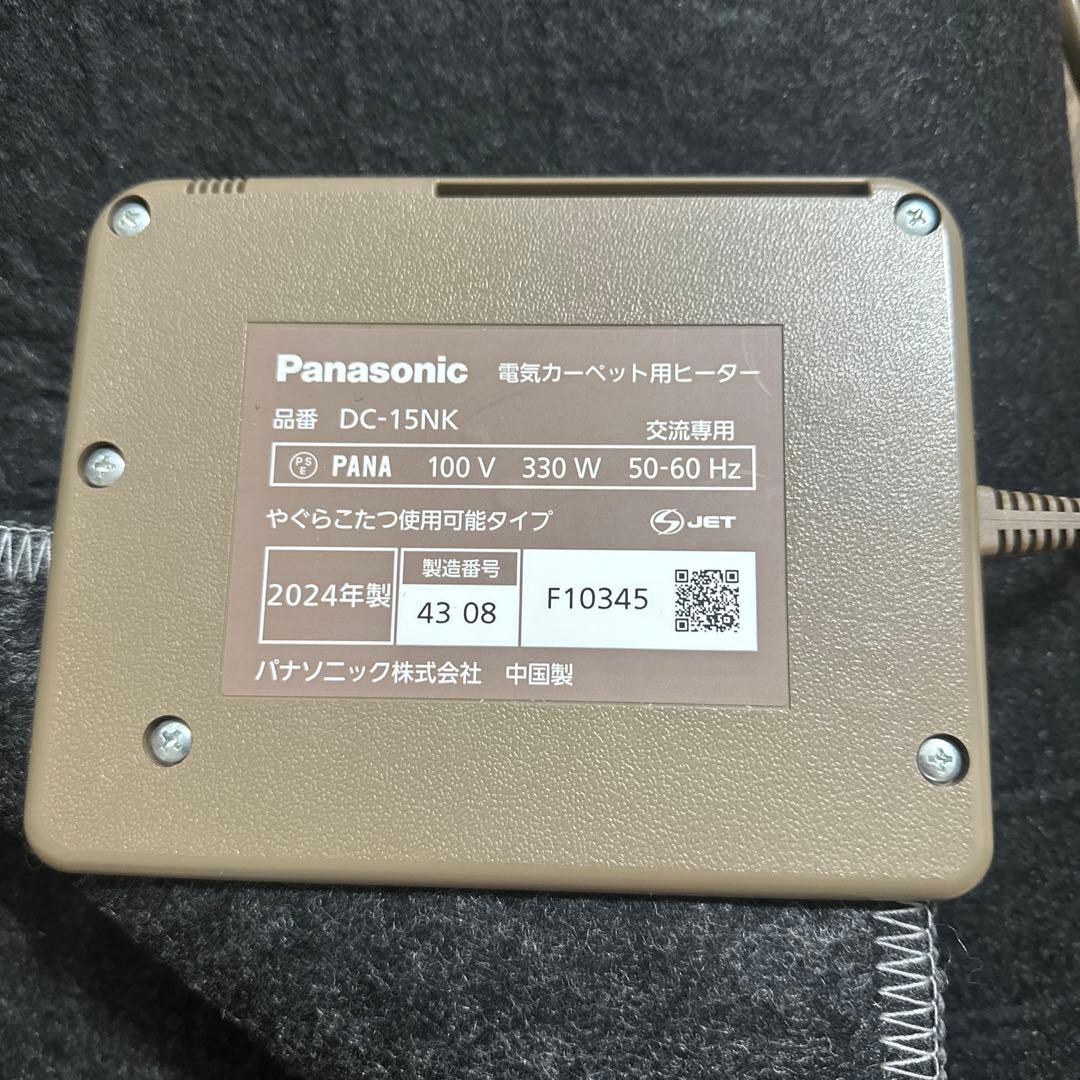 Panasonic 電気カーペット用ヒーター
品番 DC-15NK 交流専用
PSE PANA 100 V 330 W 50-60 Hz
やぐらこたつ使用可能タイプ JET
2024年製 製造番号 43 08 F10345
パナソニック株式会社 中国製